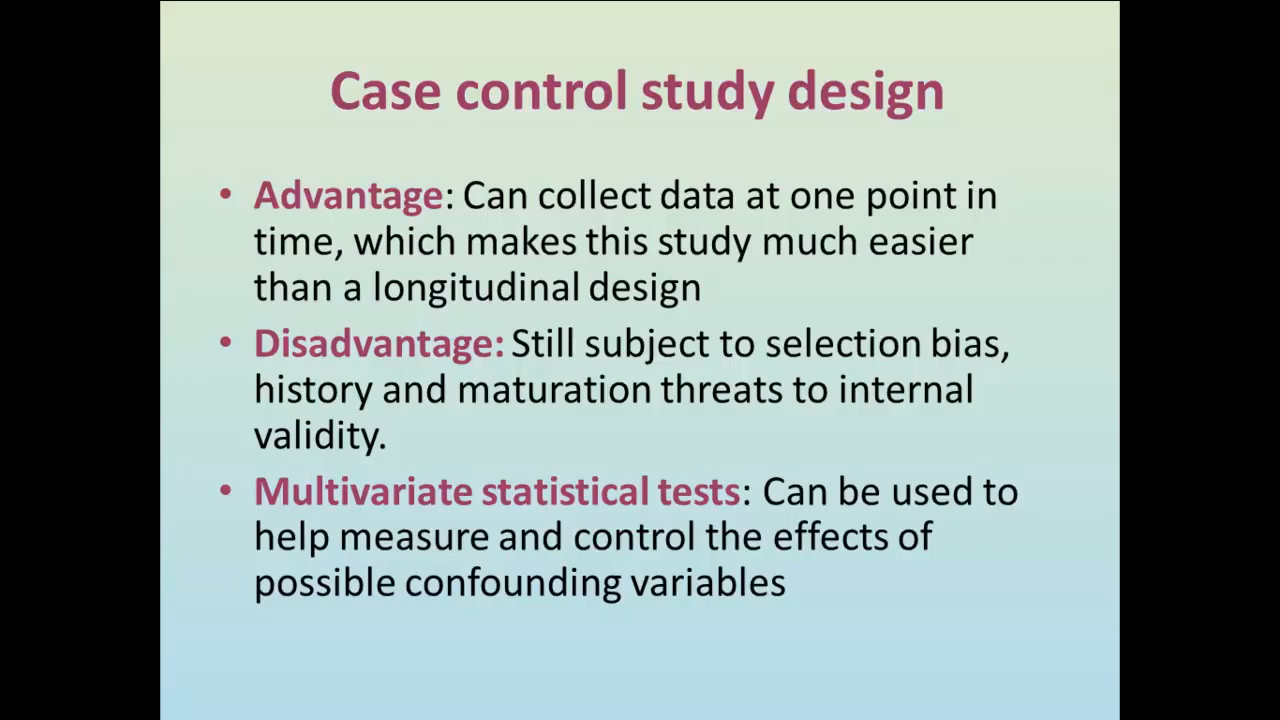 Case control study design
• Advantage: Can collect data at one point in
time, which makes this study much easier
than a longitudinal design
• Disadvantage: Still subject to selection bias,
history and maturation threats to internal
validity.
• Multivariate statistical tests: Can be used to
help measure and control the effects of
possible confounding variables